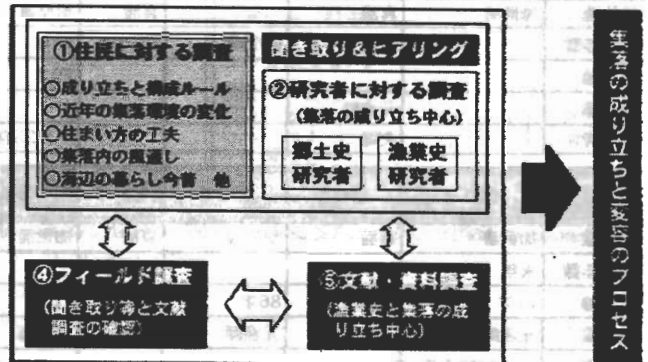 ①住民に対する調査
○成り立ちと構成ルール
○近年の集落環境の変化
○住まい方の工夫
○集落内の風通し
○海辺の暮らし今昔　他
聞き取り＆ヒアリング
②研究者に対する調査
(集落の成り立ち中心)
郷土史
研究者
漁業史
研究者
④フィールド調査
(聞き取り等と文献
調査の確認)
⑤文献・資料調査
(漁業史と集落の成
り立ち中心)
集落の成り立ちと変容のプロセス